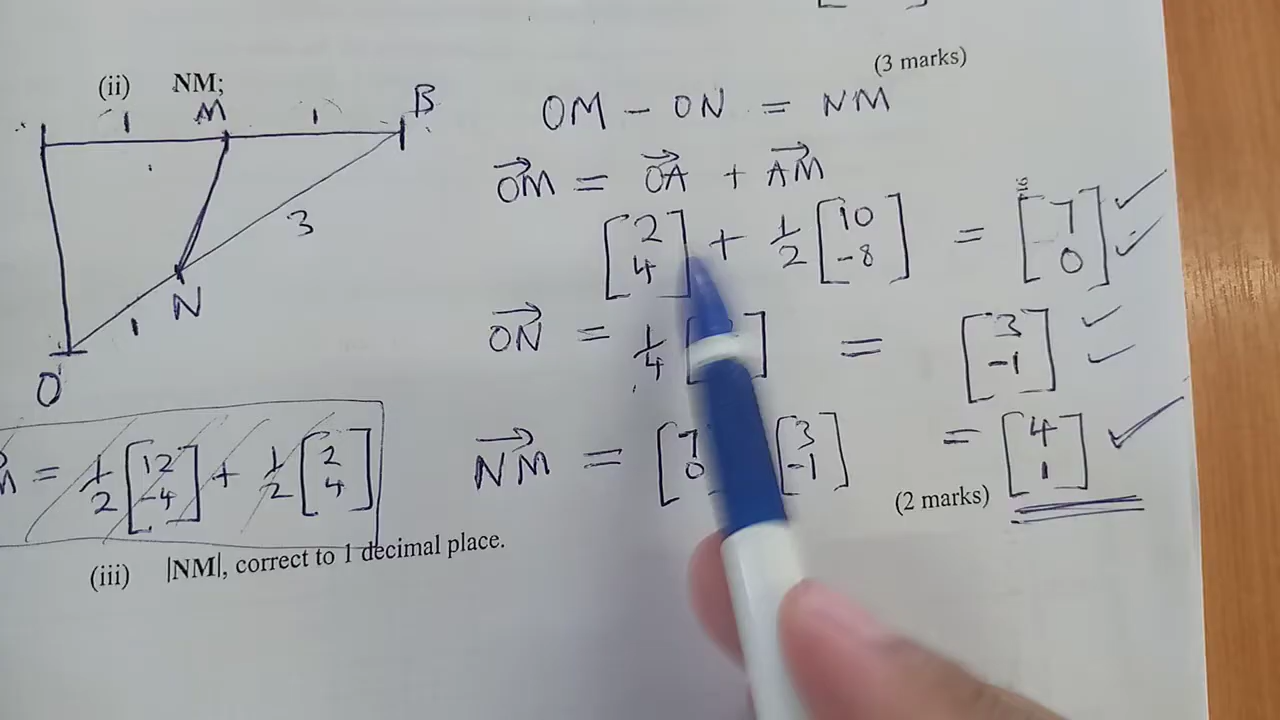 (3 marks)
(ii) NM;
1 M 1 B
3
N
1
O
OM - ON = NM
OM = OA + AM
[2 4] + 1/2 [10 -8] = [7 0]
ON = 1/4 [ ] = [3 -1]
NM = [7 0] [3 -1] = [4 1]
(2 marks)
= 1/2 [12 -4] + 1/2 [2 4]
(iii) |NM|, correct to 1 decimal place.